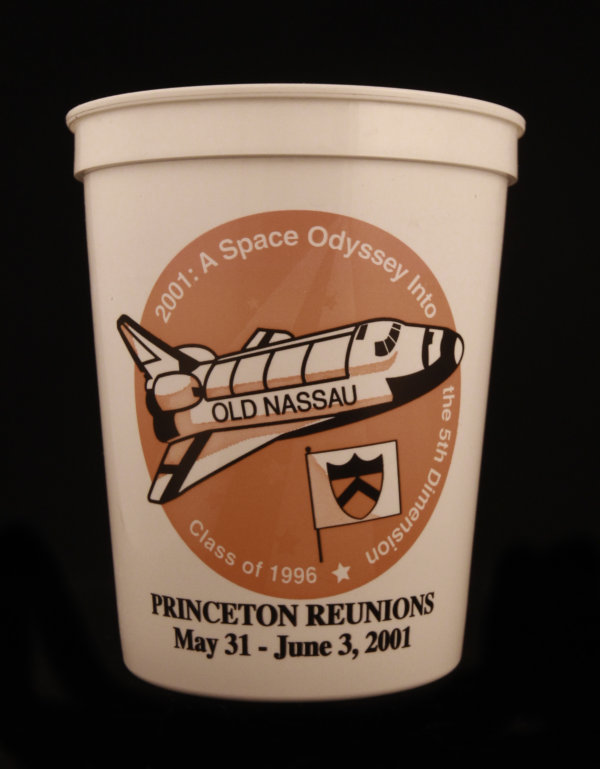 2001: A Space Odyssey Into the 5th Dimension
OLD NASSAU
Class of 1996
PRINCETON REUNIONS
May 31 - June 3, 2001